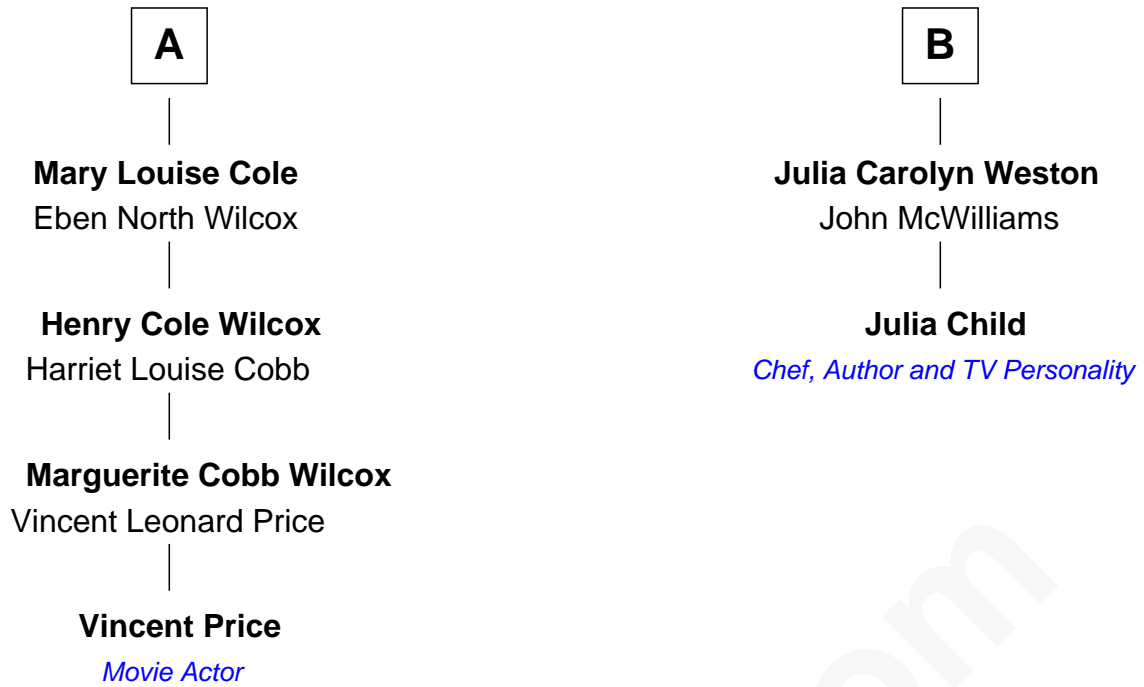 A
Mary Louise Cole
Eben North Wilcox
Henry Cole Wilcox
Harriet Louise Cobb
Marguerite Cobb Wilcox
Vincent Leonard Price
Vincent Price
Movie Actor
B
Julia Carolyn Weston
John McWilliams
Julia Child
Chef, Author and TV Personality
om